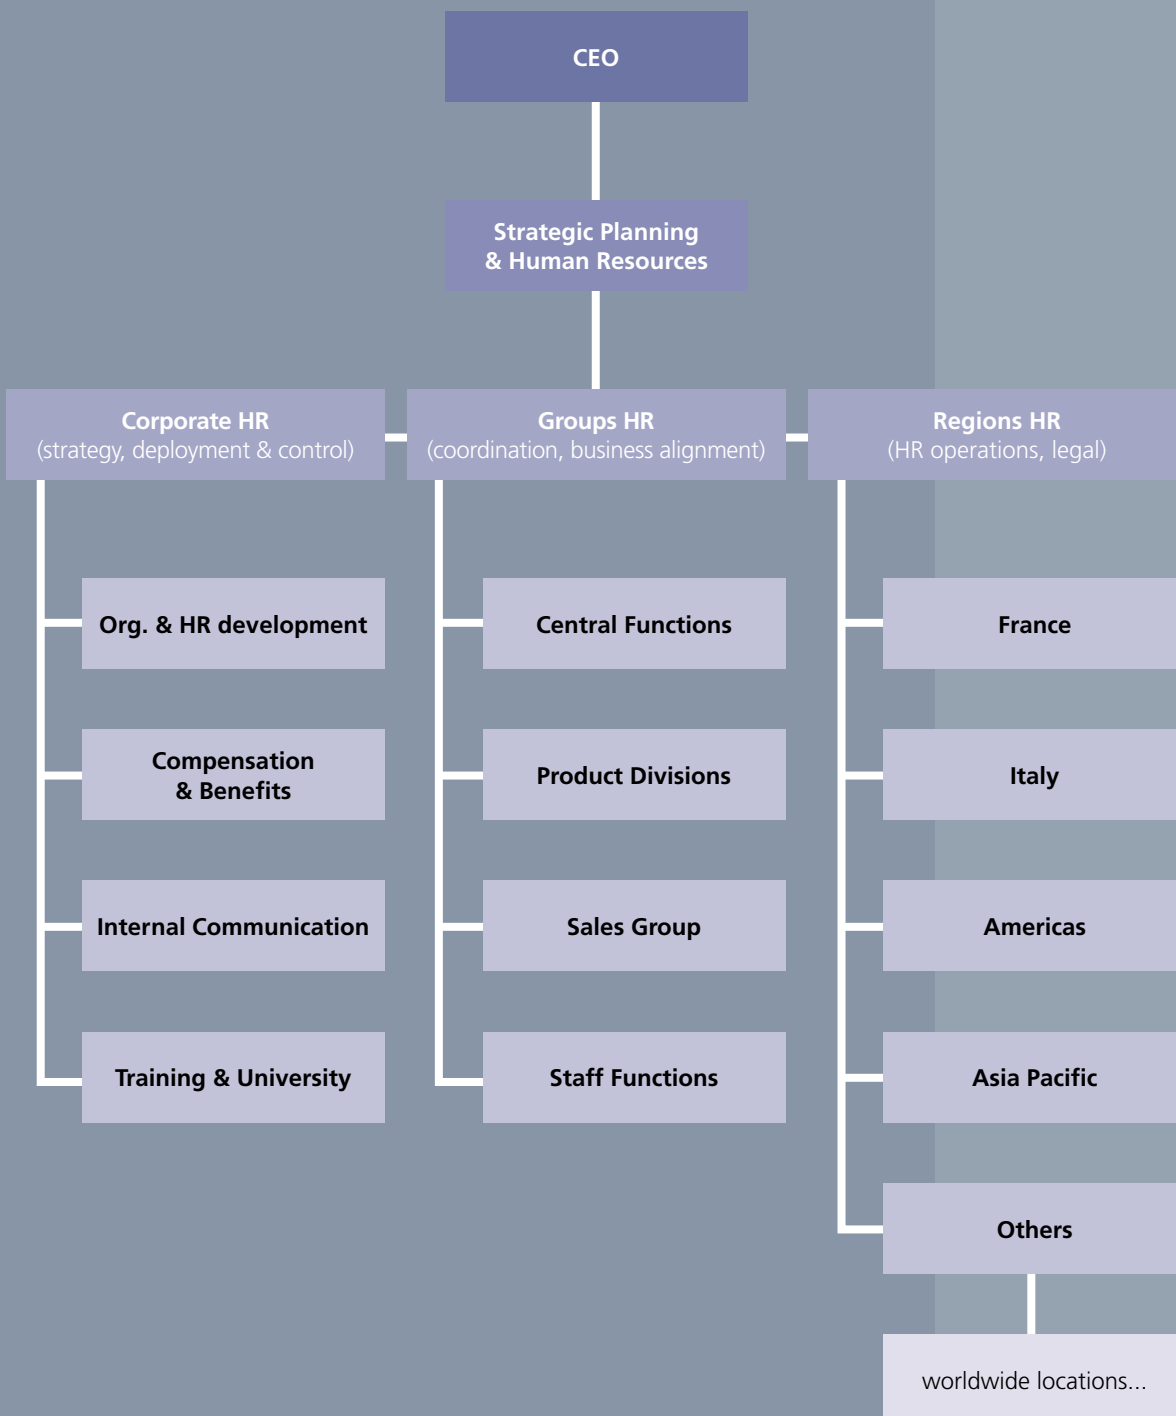 CEO
Strategic Planning
& Human Resources
Corporate HR
(strategy, deployment & control)
Groups HR
(coordination, business alignment)
Regions HR
(HR operations, legal)
Org. & HR development
Central Functions
France
Compensation
& Benefits
Product Divisions
Italy
Internal Communication
Sales Group
Americas
Training & University
Staff Functions
Asia Pacific
Others
worldwide locations...